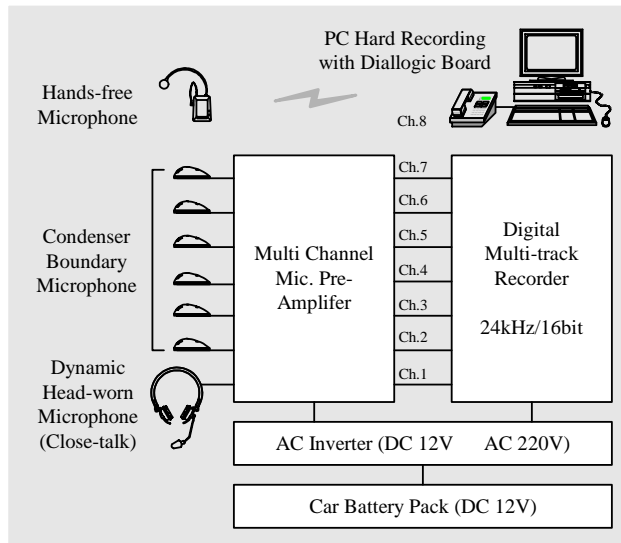 PC Hard Recording
with Diallogic Board
Hands-free
Microphone
Ch.8
Ch.7
Ch.6
Ch.5
Ch.4
Ch.3
Ch.2
Ch.1
Condenser
Boundary
Microphone
Multi Channel
Mic. Pre-
Amplifer
Digital
Multi-track
Recorder
24kHz/16bit
Dynamic
Head-worn
Microphone
(Close-talk)
AC Inverter (DC 12V AC 220V)
Car Battery Pack (DC 12V)